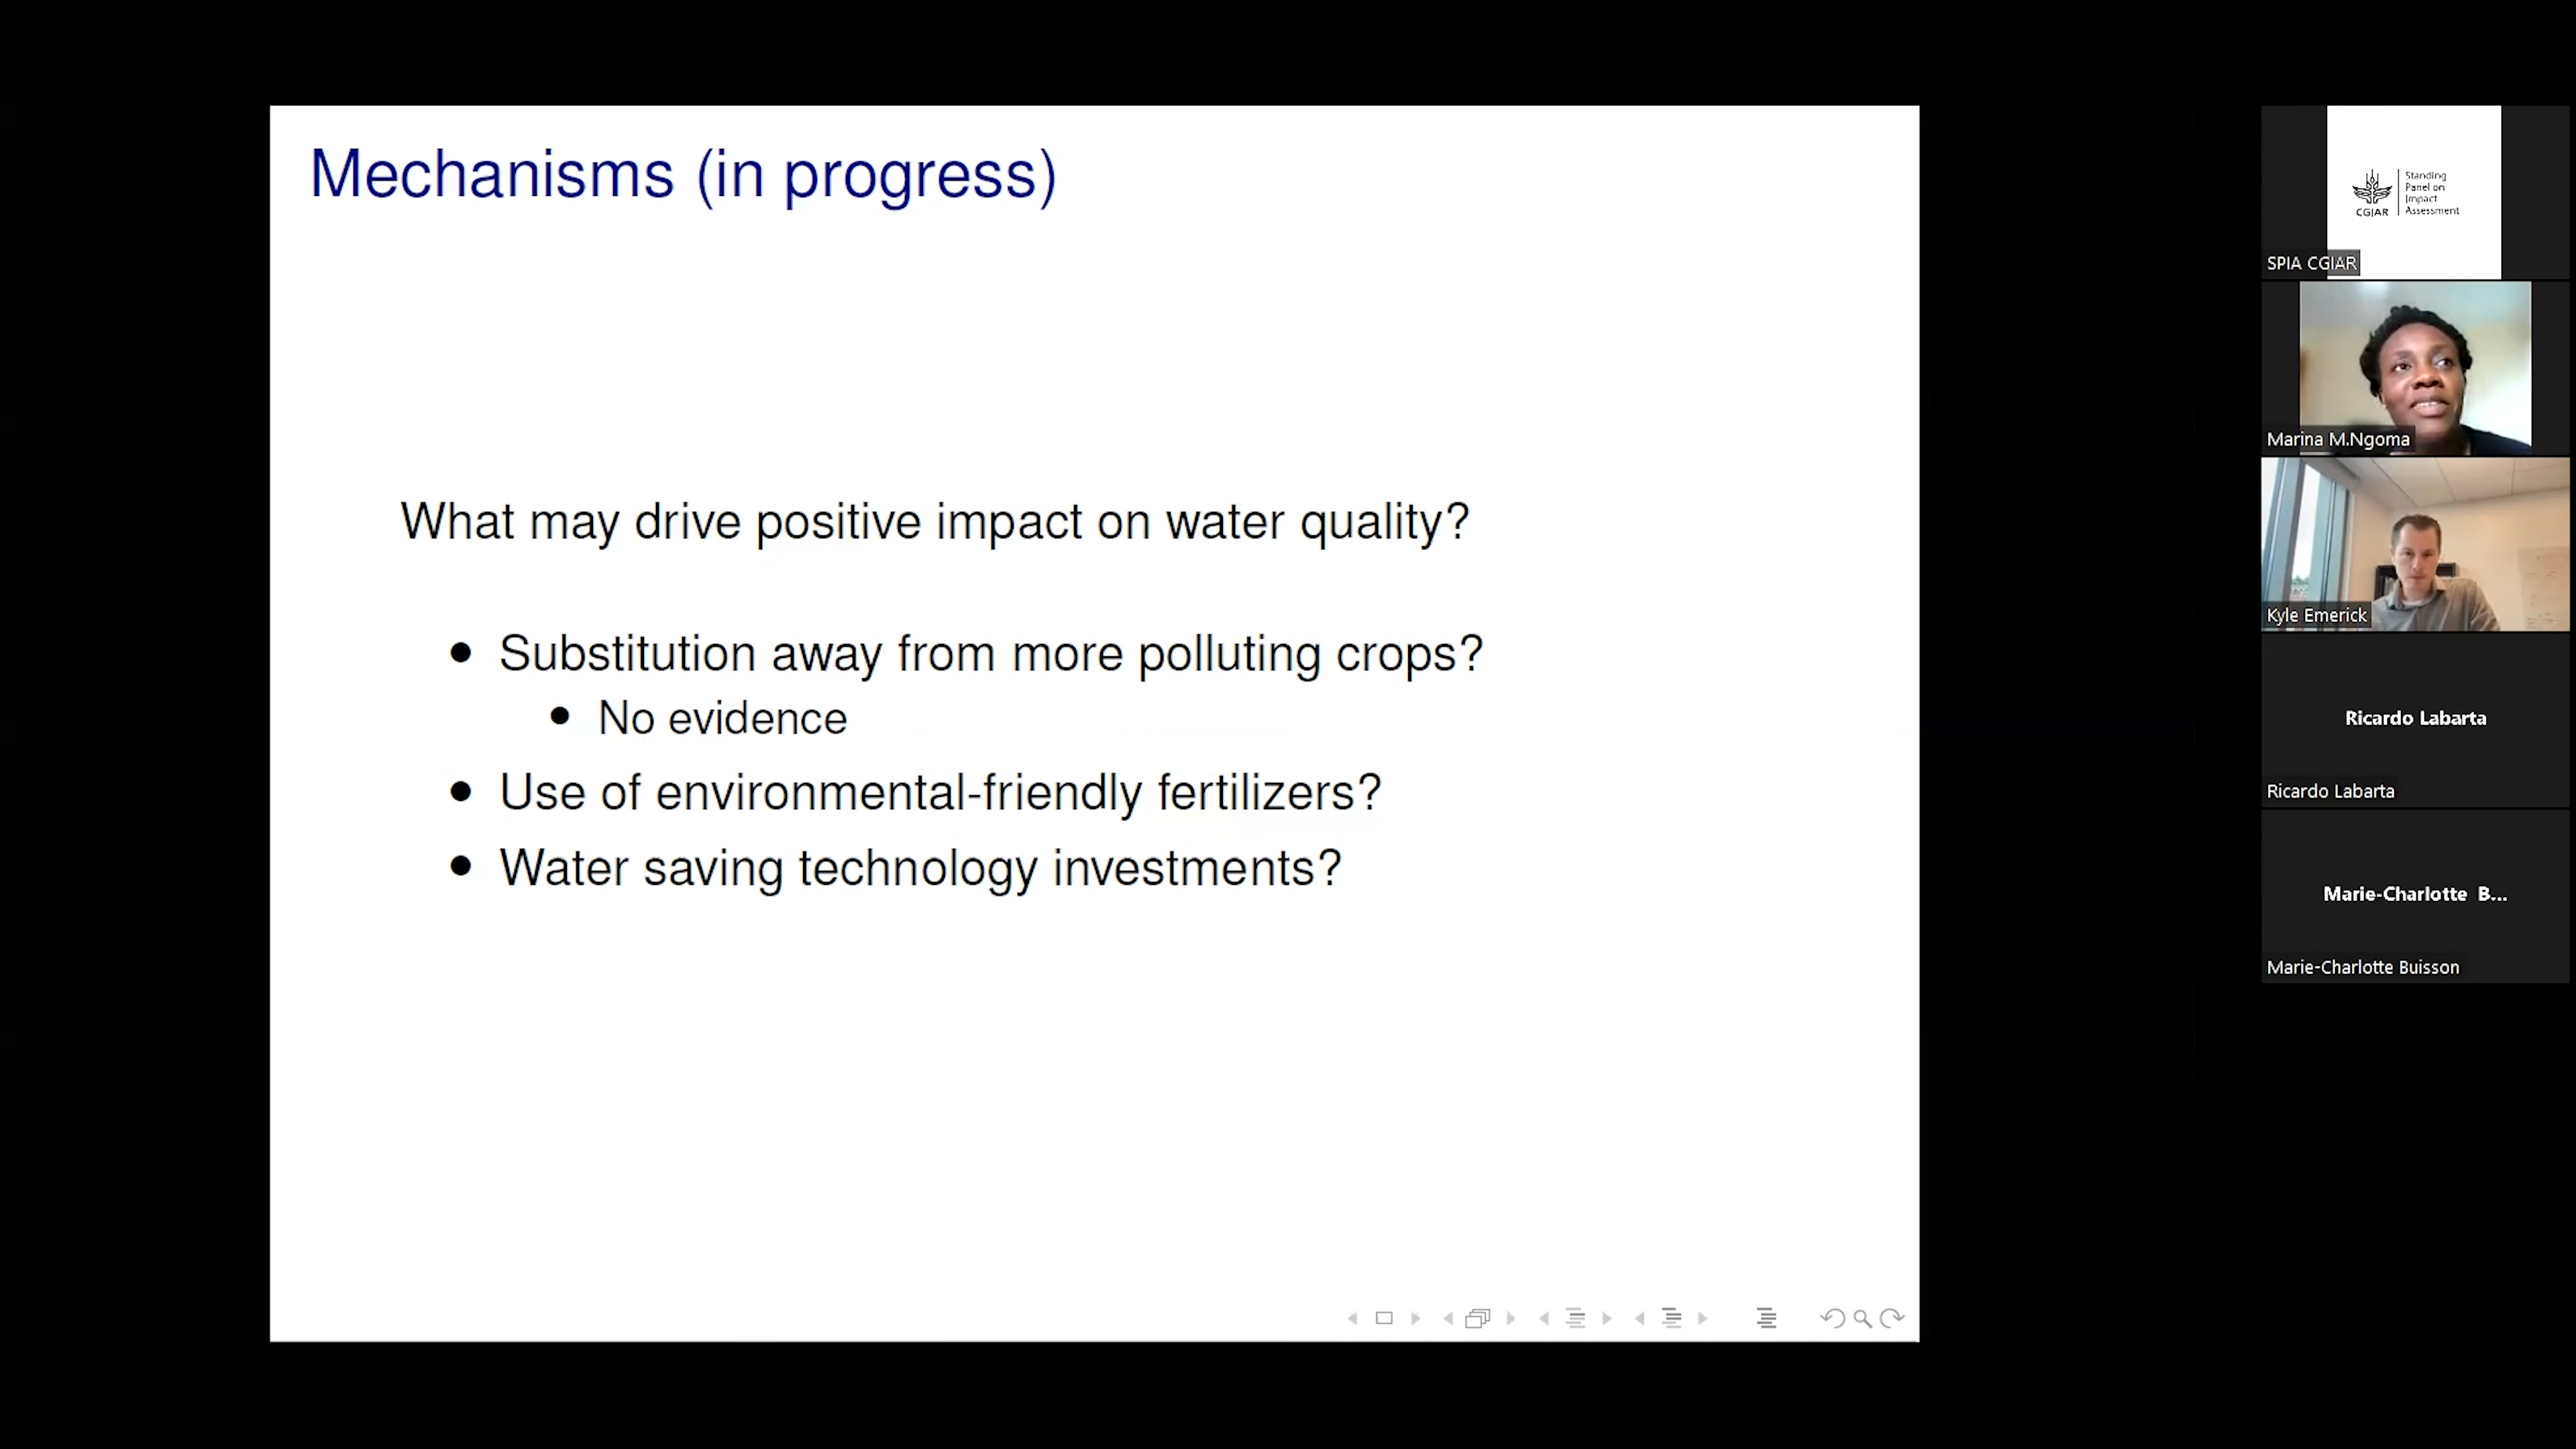 Mechanisms (in progress)
What may drive positive impact on water quality?
Substitution away from more polluting crops?
No evidence
Use of environmental-friendly fertilizers?
Water saving technology investments?
CGIAR
Standing
Panel on
Impact
Assessment
SPIA CGIAR
Marina M.Ngoma
Kyle Emerick
Ricardo Labarta
Ricardo Labarta
Marie-Charlotte B...
Marie-Charlotte Buisson